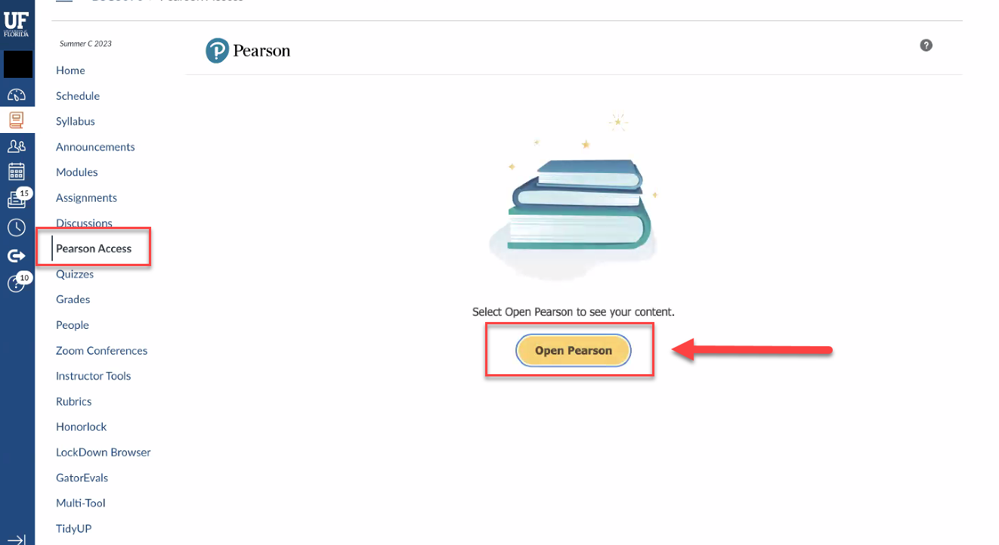 UF
UNIVERSITY of
FLORIDA
Summer C 2023
Home
Schedule
Syllabus
Announcements
Modules
Assignments
Discussions
Pearson Access
Quizzes
Grades
People
Zoom Conferences
Instructor Tools
Rubrics
Honorlock
LockDown Browser
GatorEvals
Multi-Tool
TidyUP
15
10
Pearson
?
Select Open Pearson to see your content.
Open Pearson